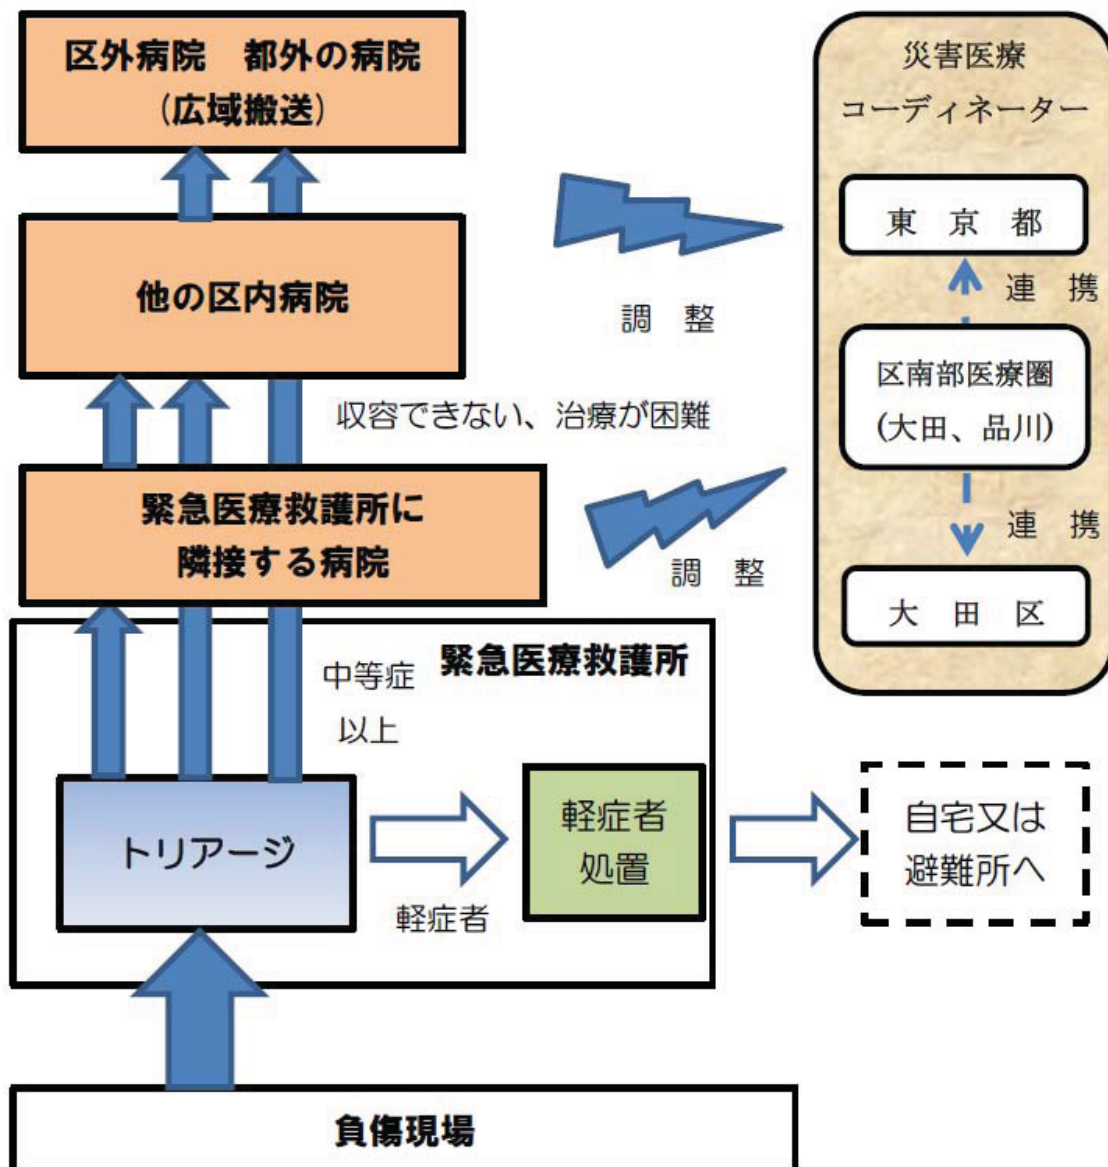 区外病院　都外の病院
(広域搬送)
他の区内病院
収容できない、治療が困難
緊急医療救護所に
隣接する病院
緊急医療救護所
中等症
以上
トリアージ
軽症者
軽症者
処置
自宅又は
避難所へ
負傷現場
調　整
調　整
災害医療
コーディネーター
東　京　都
連　携
区南部医療圏
(大田、品川)
連　携
大　田　区